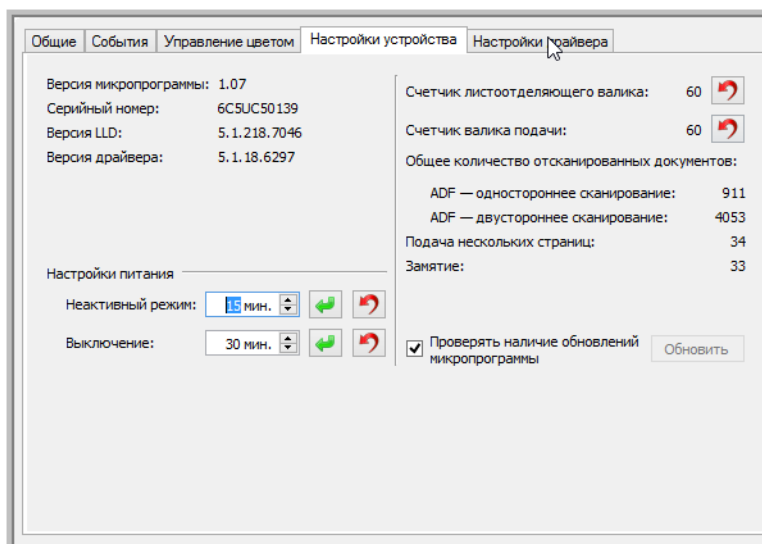 Общие События Управление цветом Настройки устройства Настройки драйвера
Версия микропрограммы: 1.07
Серийный номер: 6C5UC50139
Версия LLD: 5.1.218.7046
Версия драйвера: 5.1.18.6297
Настройки питания
Неактивный режим: 15 мин.
Выключение: 30 мин.
Счетчик листоотделяющего валика: 60
Счетчик валика подачи: 60
Общее количество отсканированных документов:
ADF — одностороннее сканирование: 911
ADF — двустороннее сканирование: 4053
Подача нескольких страниц: 34
Замятие: 33
Проверять наличие обновлений
микропрограммы
Обновить